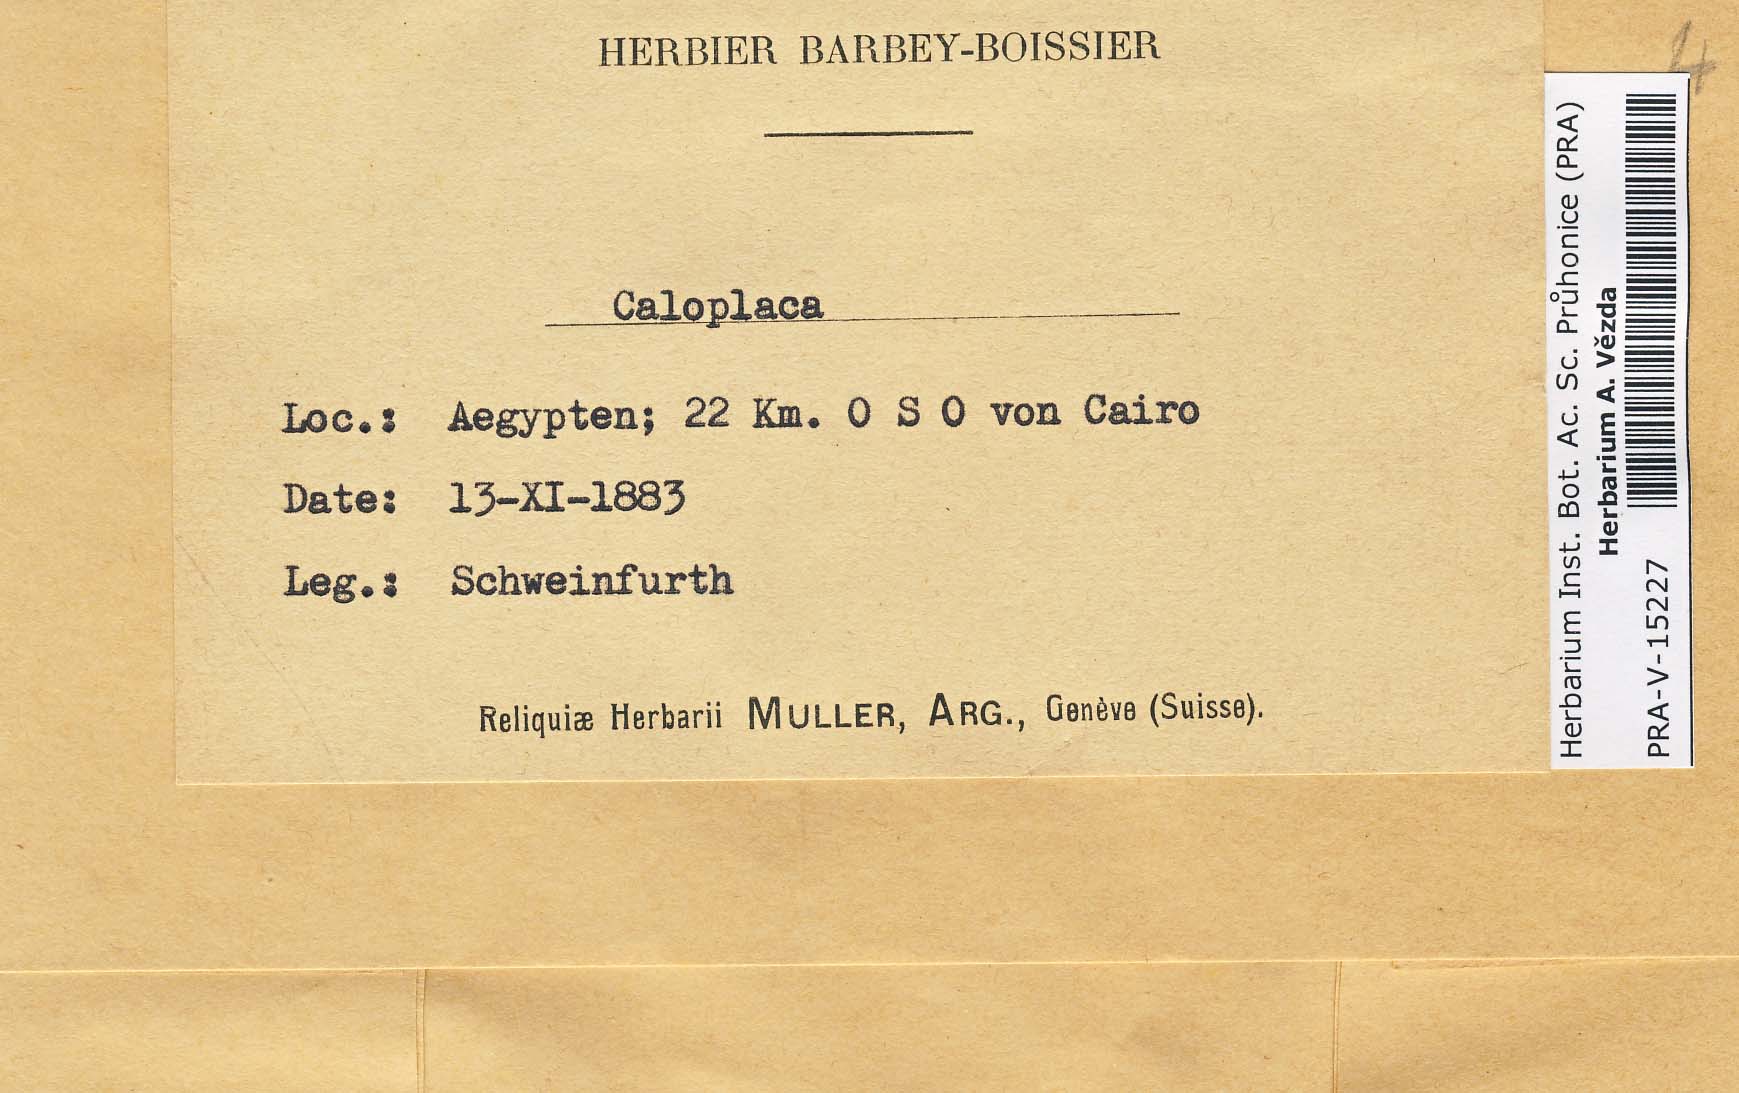 HERBIER BARBEY-BOISSIER
4
Caloplaca
Loc.: Aegypten; 22 Km. O S O von Cairo
Date: 13-XI-1883
Leg.: Schweinfurth
Reliquiæ Herbarii MULLER, ARG., Genève (Suisse).
Herbarium Inst. Bot. Ac. Sc. Průhonice (PRA)
Herbarium A. Vězda
PRA-V-15227